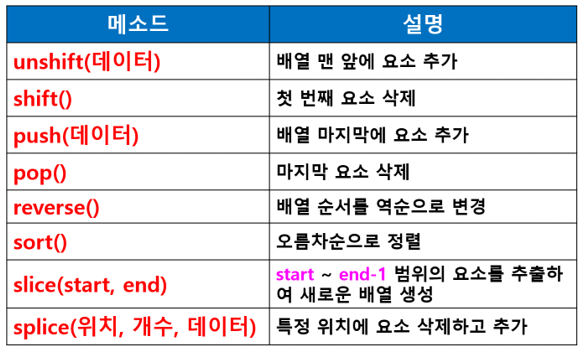 메소드 설명
unshift(데이터) 배열 맨 앞에 요소 추가
shift() 첫 번째 요소 삭제
push(데이터) 배열 마지막에 요소 추가
pop() 마지막 요소 삭제
reverse() 배열 순서를 역순으로 변경
sort() 오름차순으로 정렬
slice(start, end) start ~ end-1 범위의 요소를 추출하
여 새로운 배열 생성
splice(위치, 개수, 데이터) 특정 위치에 요소 삭제하고 추가